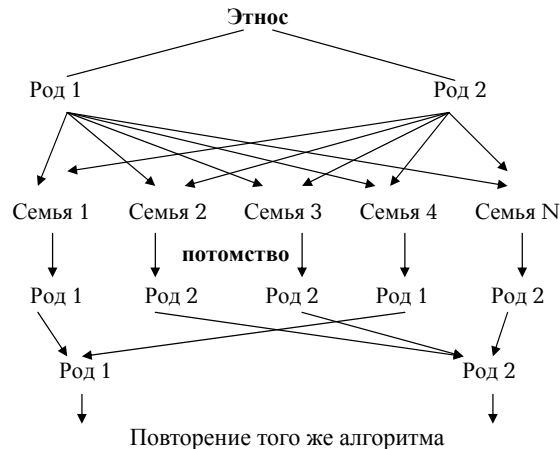 Этнос
Род 1 Род 2
Семья 1 Семья 2 Семья 3 Семья 4 Семья N
потомство
Род 1 Род 2 Род 2 Род 1 Род 2
Род 1 Род 2
Повторение того же алгоритма